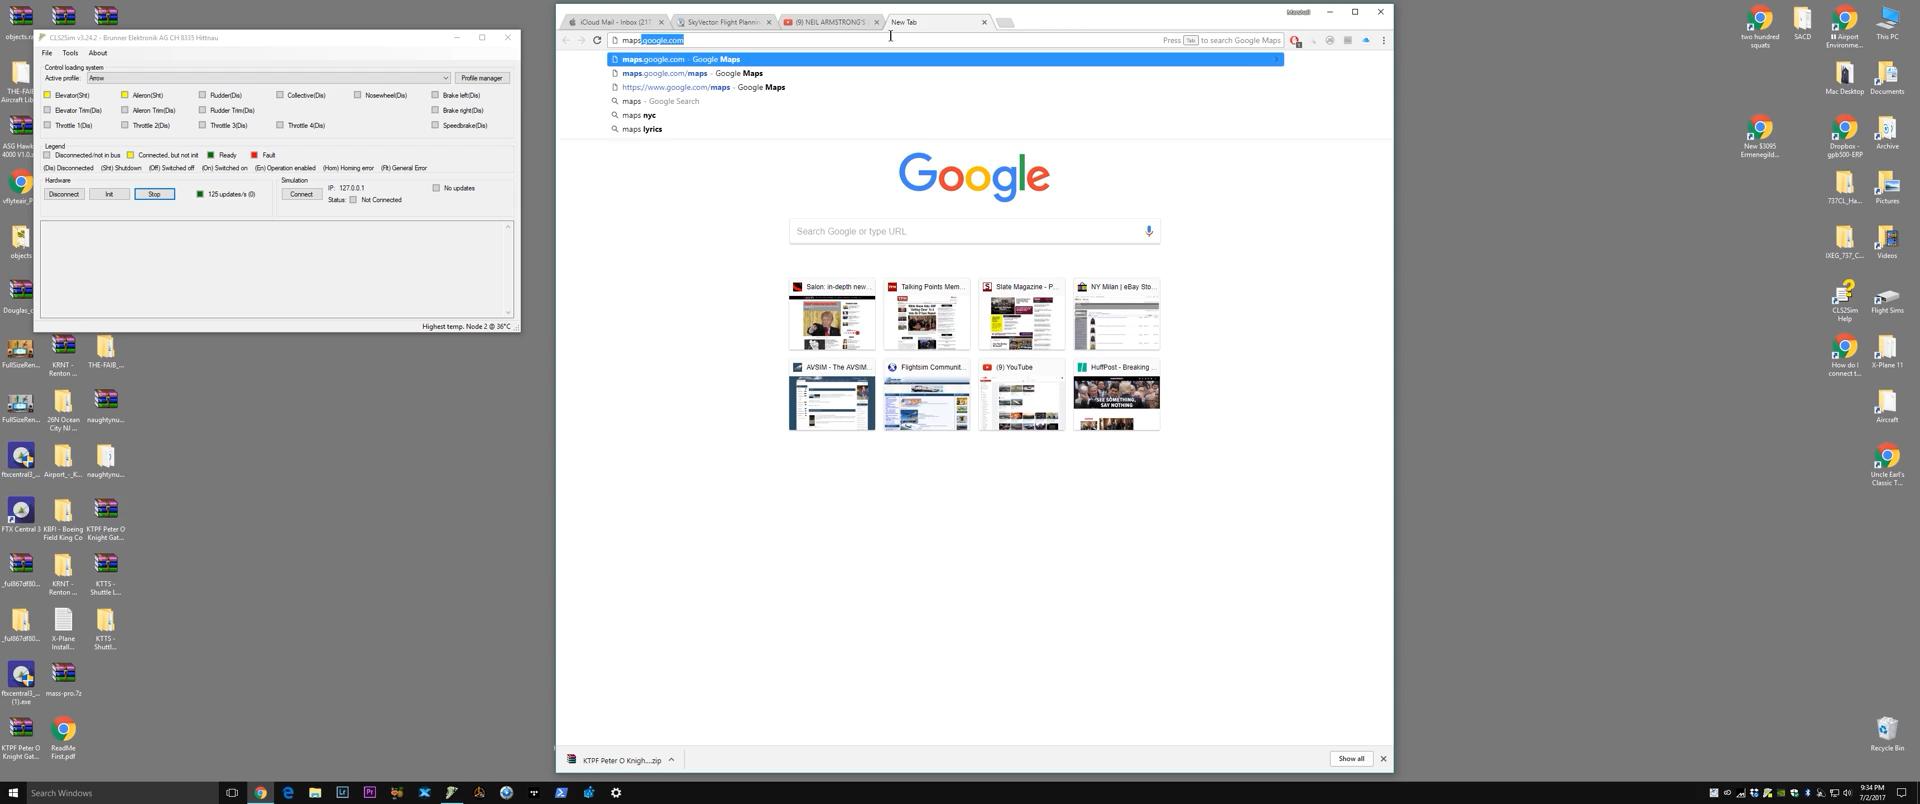 CLS2Sim v3.24.2 - Brunner Elektronik AG CH 8335 Hittnau
File Tools About
Control loading system
Active profile: Arrow Profile manager
Elevator(Sht) Aileron(Sht) Rudder(Dis) Collective(Dis) Nosewheel(Dis) Brake left(Dis)
Elevator Trim(Dis) Aileron Trim(Dis) Rudder Trim(Dis) Brake right(Dis)
Throttle 1(Dis) Throttle 2(Dis) Throttle 3(Dis) Throttle 4(Dis) Speedbrake(Dis)
Legend
Disconnected/not in bus Connected, but not init Ready Fault
(Dis) Disconnected (Sht) Shutdown (Off) Switched off (On) Switched on (En) Operation enabled (Hom) Homing error (Flt) General Error
Hardware
Disconnect Init Stop 125 updates/s (0)
Simulation
Connect IP: 127.0.0.1
Status: Not Connected
No updates
Highest temp. Node 2 @ 36°C
Marshall
iCloud Mail - Inbox (211
SkyVector: Flight Plannin
(9) NEIL ARMSTRONG'S
New Tab
maps.google.com
Press Tab to search Google Maps
maps.google.com - Google Maps
maps.google.com/maps - Google Maps
https://www.google.com/maps - Google Maps
maps - Google Search
maps nyc
maps lyrics
Google
Search Google or type URL
Salon: in-depth new...
Talking Points Mem...
Slate Magazine - P...
NY Milan | eBay Sto...
AVSIM - The AVSIM...
Flightsim Communit...
(9) YouTube
HuffPost - Breaking ...
SEE SOMETHING,
SAY NOTHING
KTPF Peter O Knigh....zip
Show all
objects.ra
THE-FAIB
Aircraft Lib
ASG Hawk
4000 V1.0.
vflyteair_P
objects
Douglas_c
FullSizeRen...
KRNT -
Renton ...
THE-FAIB_...
FullSizeRen...
26N Ocean
City NJ ...
naughtynu...
ftxcentral3_...
Airport_-_K...
naughtynu...
FTX Central 3
KBFI - Boeing
Field King Co
KTPF Peter O
Knight Gat...
_ful867df80...
KRNT -
Renton ...
KTTS -
Shuttle L...
_ful867df80...
X-Plane
Install...
KTTS -
Shuttl...
ftxcentral3_...
(1).exe
mass-pro.7z
KTPF Peter O
Knight Gat...
ReadMe
First.pdf
two hundred
squats
SACD
Airport
Environme...
This PC
Mac Desktop
Documents
New $3095
Ermenegild...
Dropbox -
gpb500-ERP
Archive
737CL_Ha...
Pictures
IXEG_737_C...
Videos
CLS2Sim
Help
Flight Sims
How do I
connect t...
X-Plane 11
Aircraft
Uncle Earl's
Classic T...
Recycle Bin
Search Windows
9:34 PM
7/2/2017